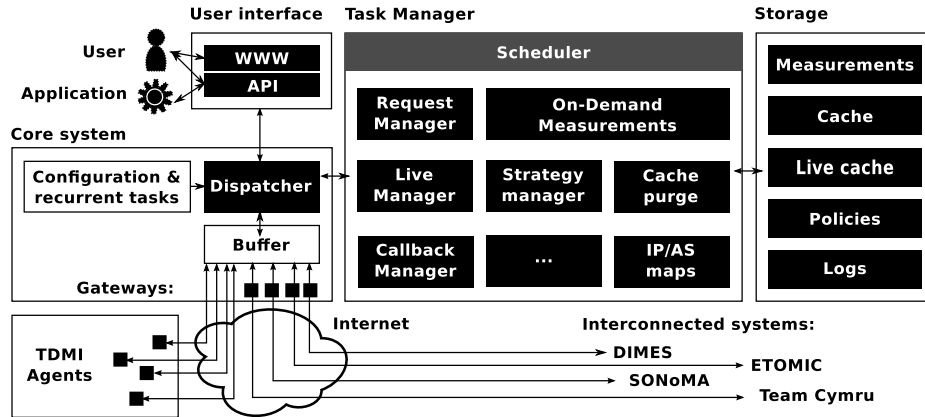 User interface
Task Manager
Storage
User
Application
WWW
API
Scheduler
Request
Manager
On-Demand
Measurements
Live
Manager
Strategy
manager
Cache
purge
Callback
Manager
...
IP/AS
maps
Measurements
Cache
Live cache
Policies
Logs
Core system
Configuration &
recurrent tasks
Dispatcher
Buffer
Gateways:
TDMI
Agents
Internet
Interconnected systems:
DIMES
ETOMIC
SONoMA
Team Cymru